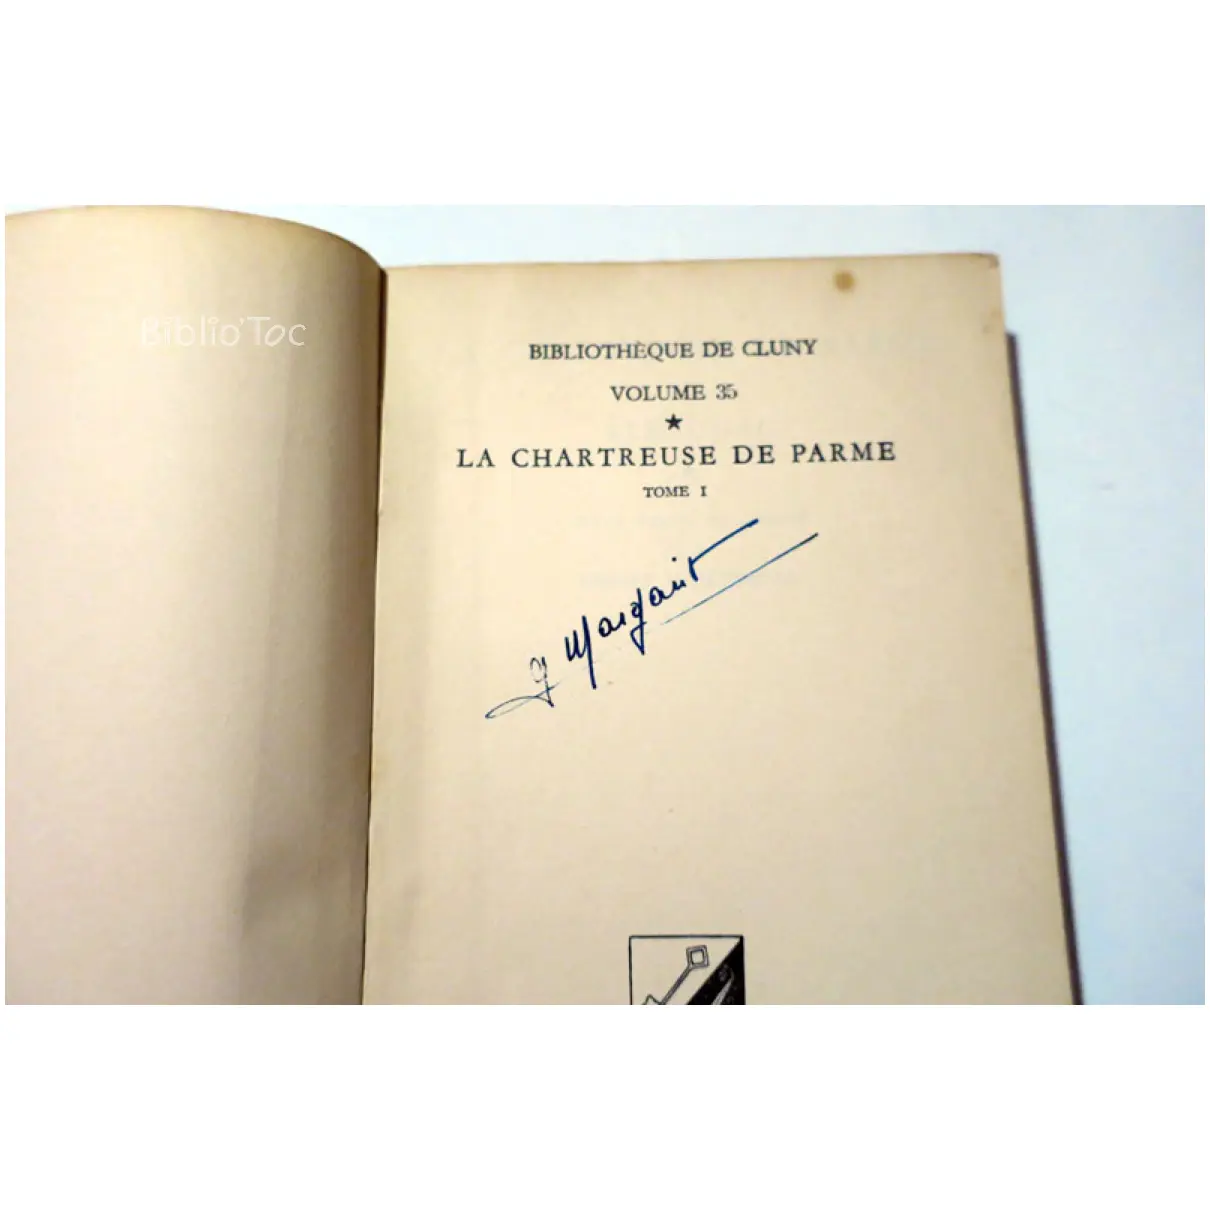 Biblio'Toc
BIBLIOTHÈQUE DE CLUNY
VOLUME 35
★
LA CHARTREUSE DE PARME
TOME I